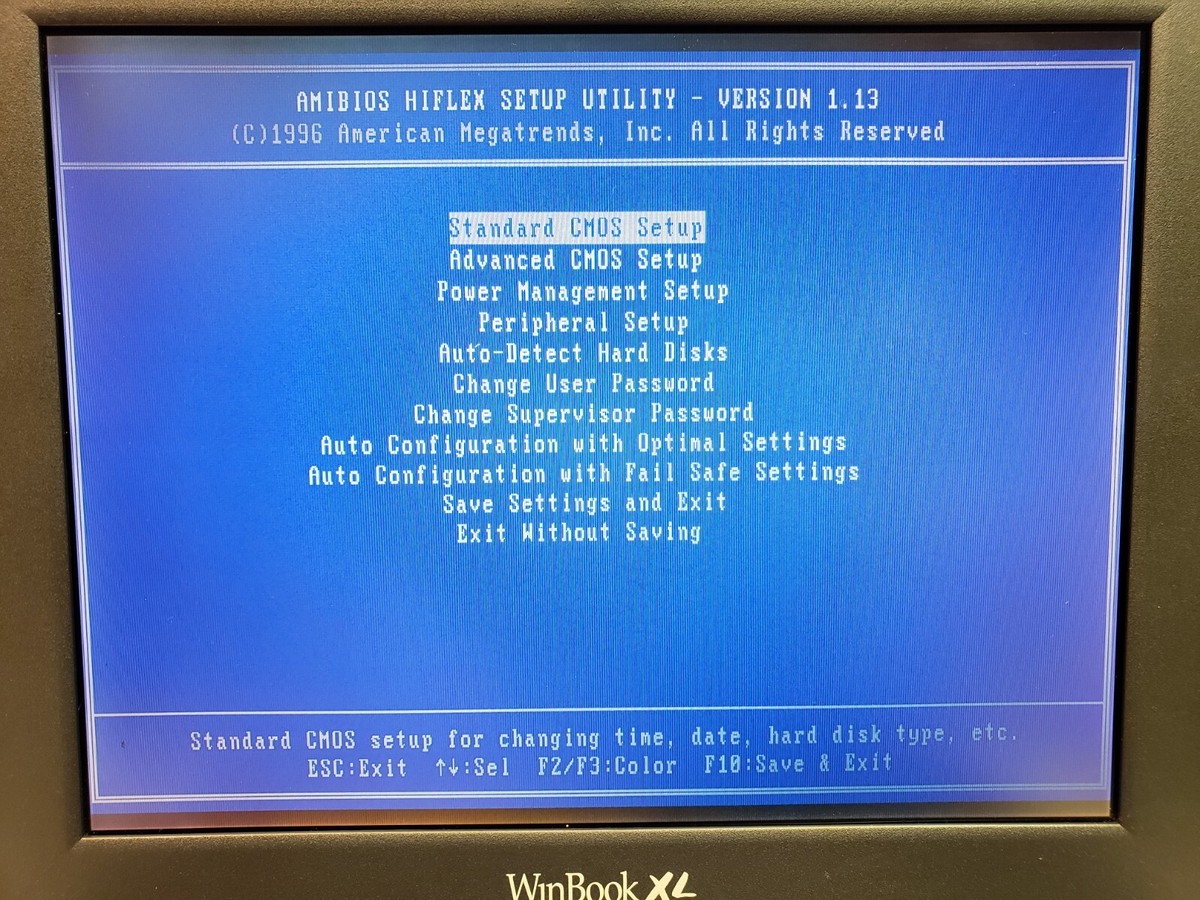 AMIBIOS HIFLEX SETUP UTILITY - VERSION 1.13
(C)1996 American Megatrends, Inc. All Rights Reserved
Standard CMOS Setup
Advanced CMOS Setup
Power Management Setup
Peripheral Setup
Auto-Detect Hard Disks
Change User Password
Change Supervisor Password
Auto Configuration with Optimal Settings
Auto Configuration with Fail Safe Settings
Save Settings and Exit
Exit Without Saving
Standard CMOS setup for changing time, date, hard disk type, etc.
ESC:Exit ↑↓:Sel F2/F3:Color F10:Save & Exit
WinBook XL